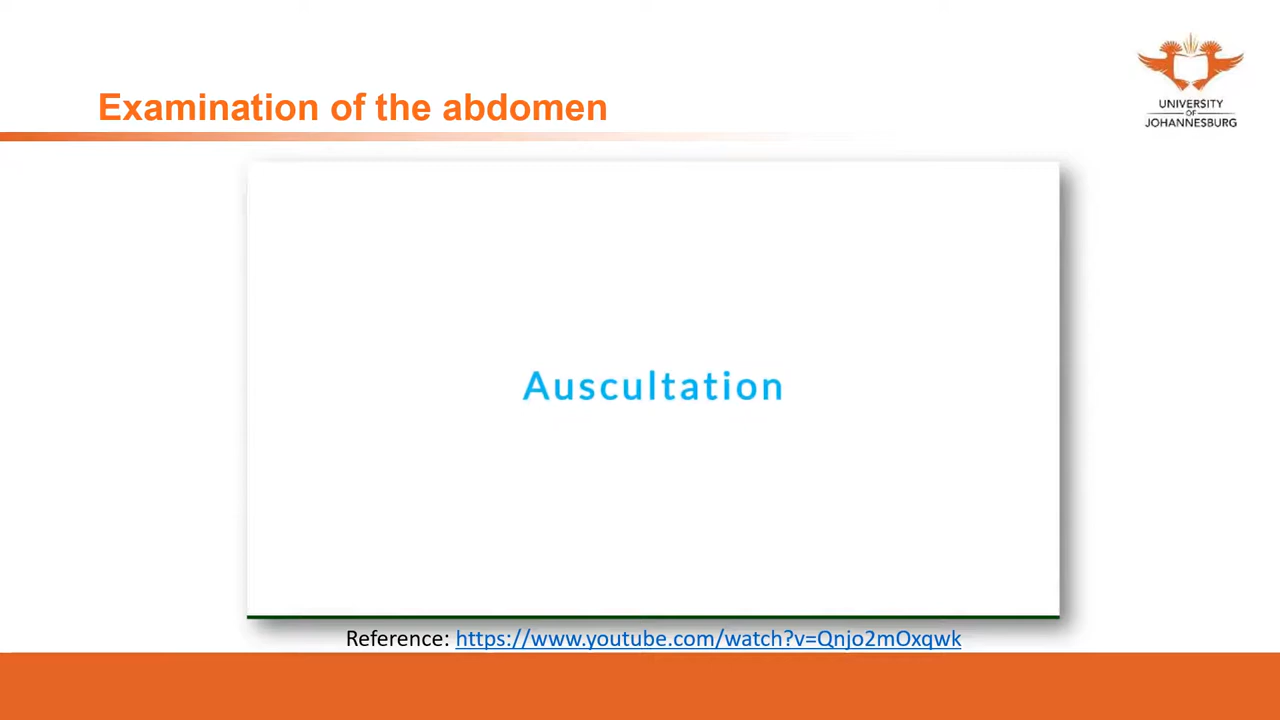 Examination of the abdomen
UNIVERSITY
OF
JOHANNESBURG
Auscultation
Reference: https://www.youtube.com/watch?v=Qnjo2mOxqwk